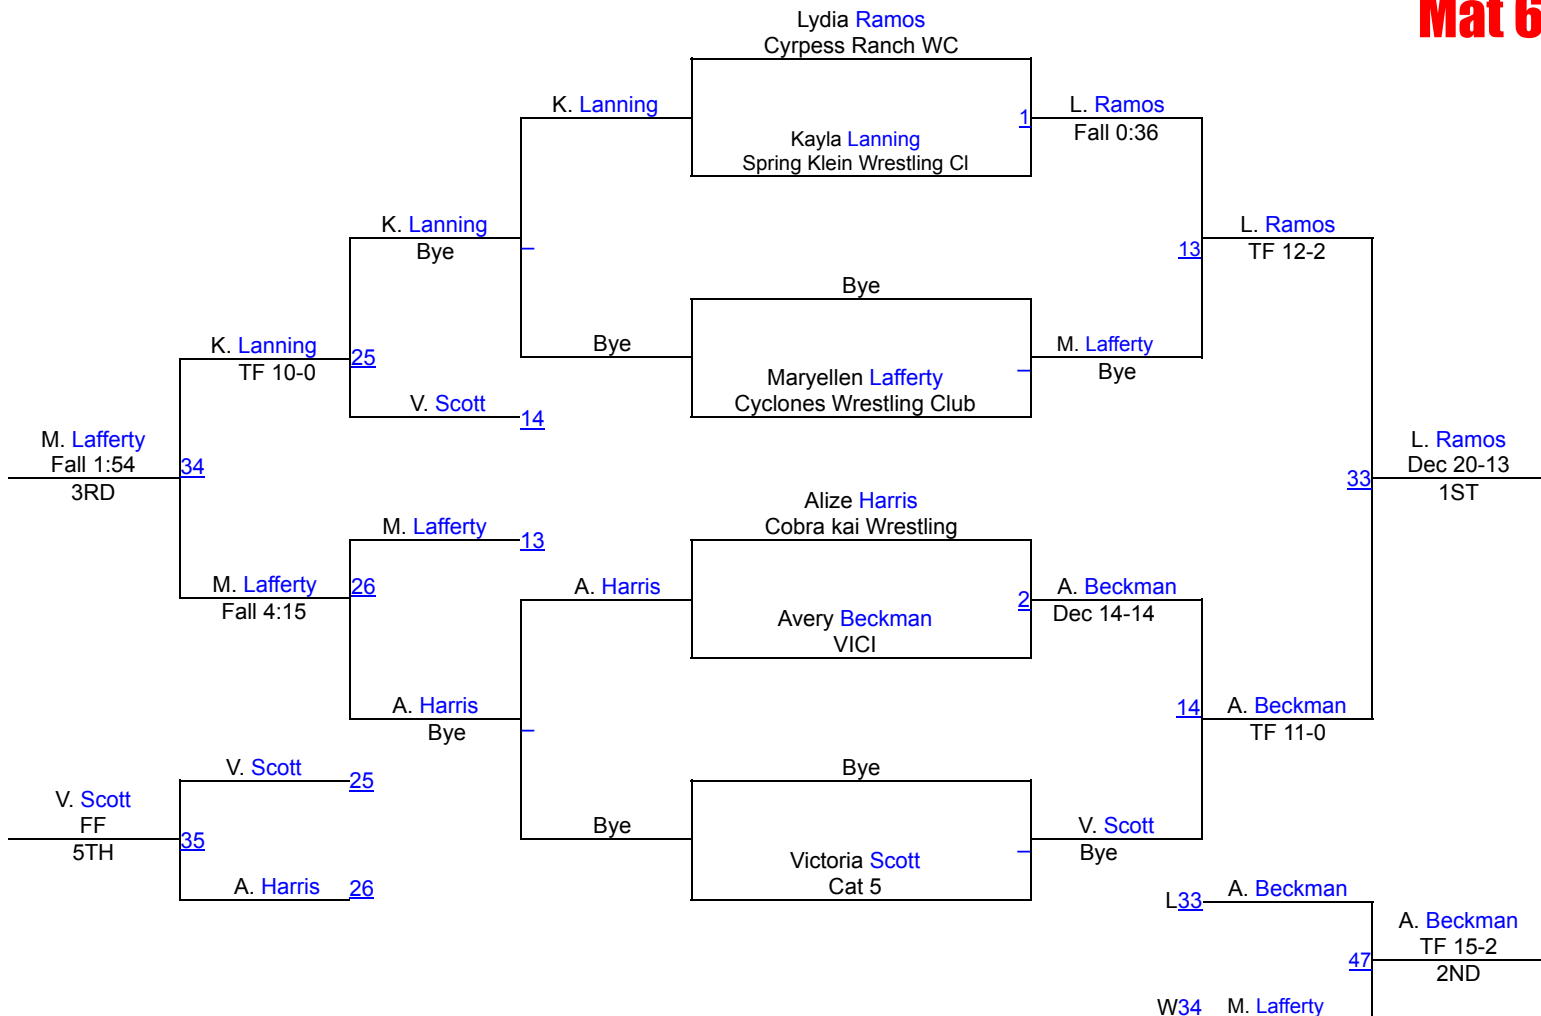 Mat 6
Lydia Ramos
Cyrpess Ranch WC
K. Lanning
1
L. Ramos
Fall 0:36
Kayla Lanning
Spring Klein Wrestling Cl
K. Lanning
Bye
L. Ramos
TF 12-2
13
Bye
K. Lanning
TF 10-0
25
Bye
M. Lafferty
Bye
Maryellen Lafferty
Cyclones Wrestling Club
V. Scott
14
M. Lafferty
Fall 1:54
3RD
34
L. Ramos
Dec 20-13
1ST
33
Alize Harris
Cobra kai Wrestling
M. Lafferty
13
M. Lafferty
Fall 4:15
26
A. Harris
2
A. Beckman
Dec 14-14
Avery Beckman
VICI
A. Harris
Bye
14
A. Beckman
TF 11-0
V. Scott
25
Bye
V. Scott
FF
5TH
35
Bye
V. Scott
Bye
Victoria Scott
Cat 5
A. Harris
26
L33
A. Beckman
A. Beckman
TF 15-2
2ND
47
W34
M. Lafferty